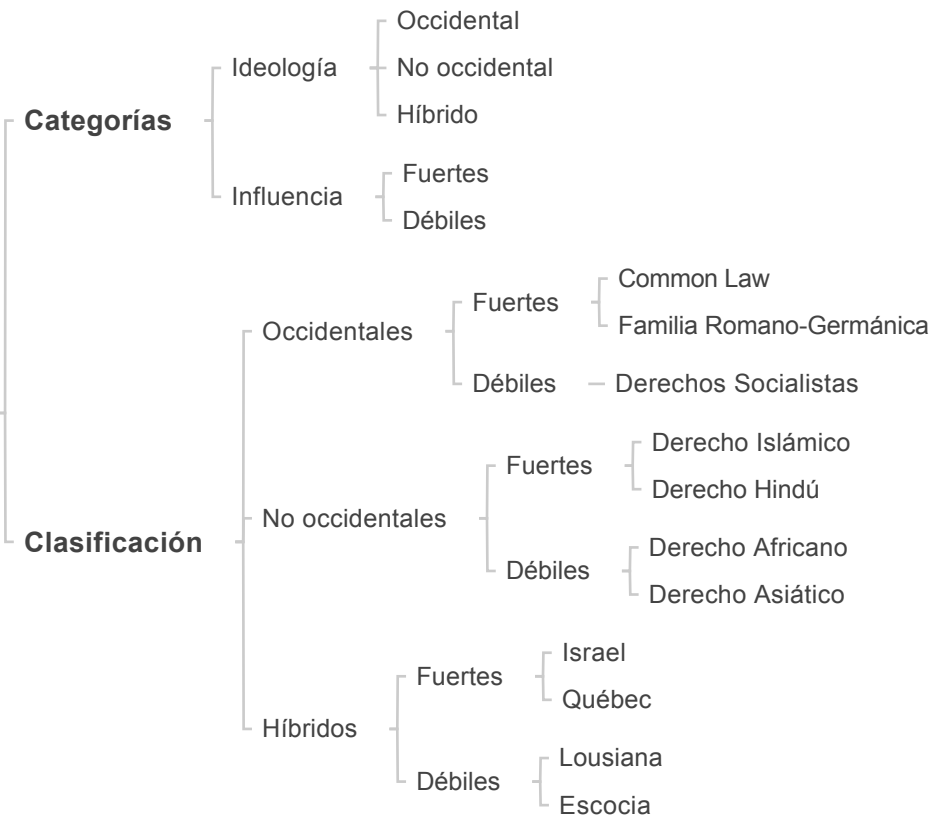 Categorías
Ideología
Occidental
No occidental
Híbrido
Influencia
Fuertes
Débiles
Clasificación
Occidentales
Fuertes
Common Law
Familia Romano-Germánica
Débiles
Derechos Socialistas
No occidentales
Fuertes
Derecho Islámico
Derecho Hindú
Débiles
Derecho Africano
Derecho Asiático
Híbridos
Fuertes
Israel
Québec
Débiles
Lousiana
Escocia